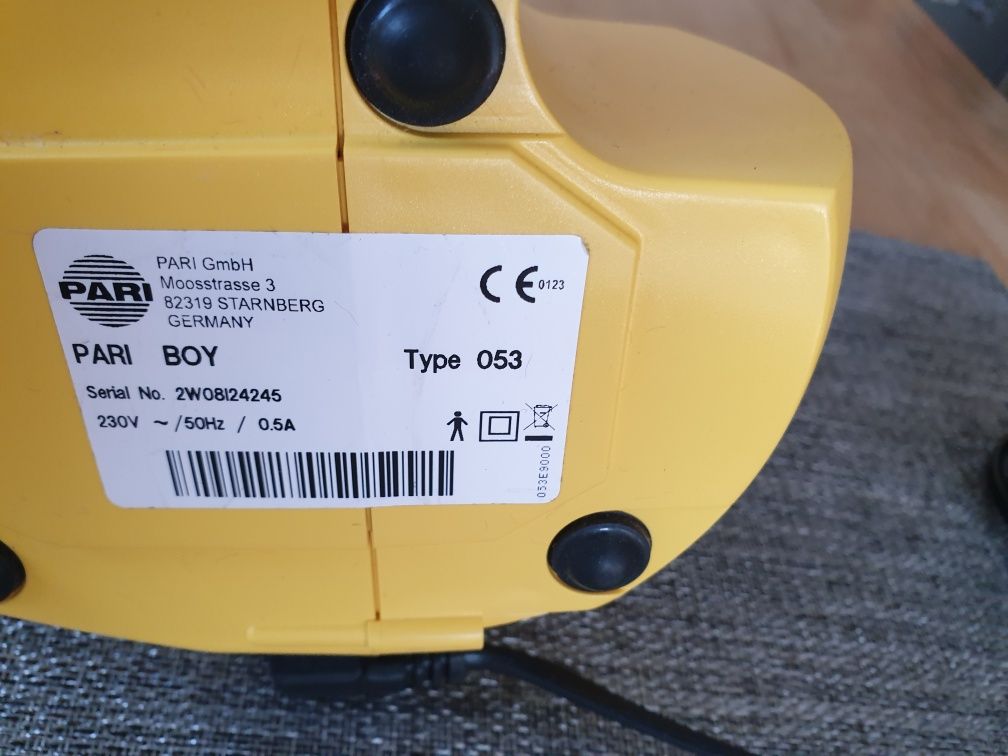 PARI
PARI GmbH
Moosstrasse 3
82319 STARNBERG
GERMANY
CE 0123
PARI BOY
Type 053
Serial No. 2W08I24245
230V ~ /50Hz / 0.5A
053E9000